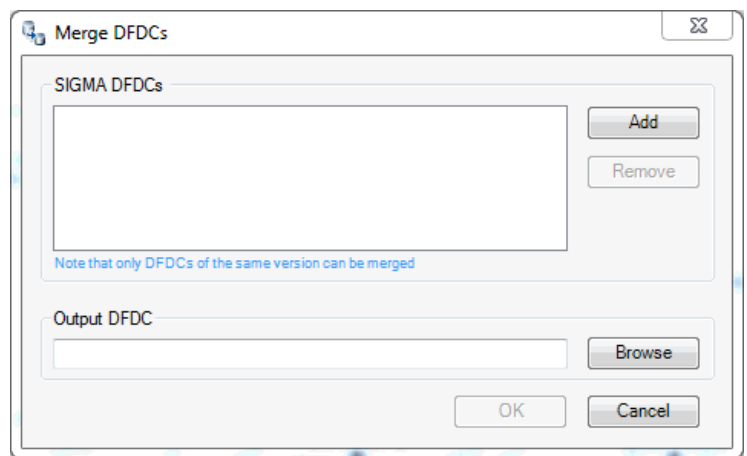 Merge DFDCs
SIGMA DFDCs
Add
Remove
Note that only DFDCs of the same version can be merged
Output DFDC
Browse
OK
Cancel